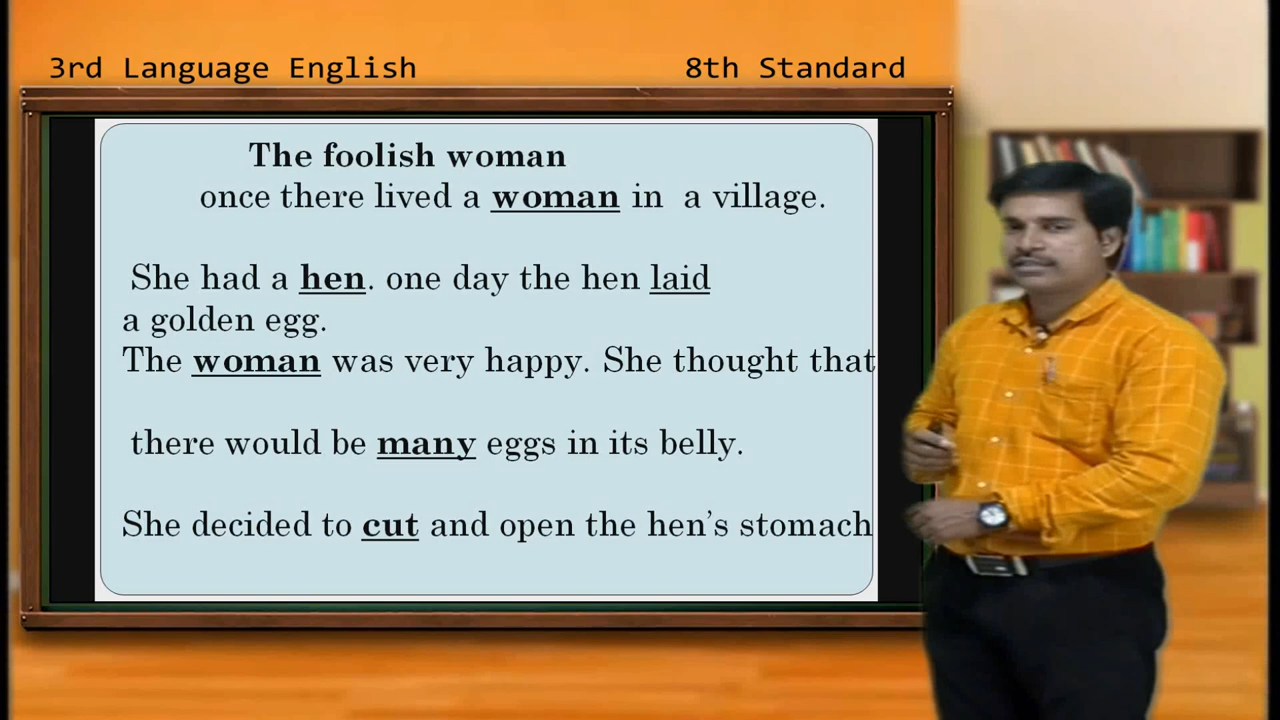 3rd Language English
8th Standard
The foolish woman
once there lived a woman in a village.
She had a hen. one day the hen laid
a golden egg.
The woman was very happy. She thought that
there would be many eggs in its belly.
She decided to cut and open the hen's stomach